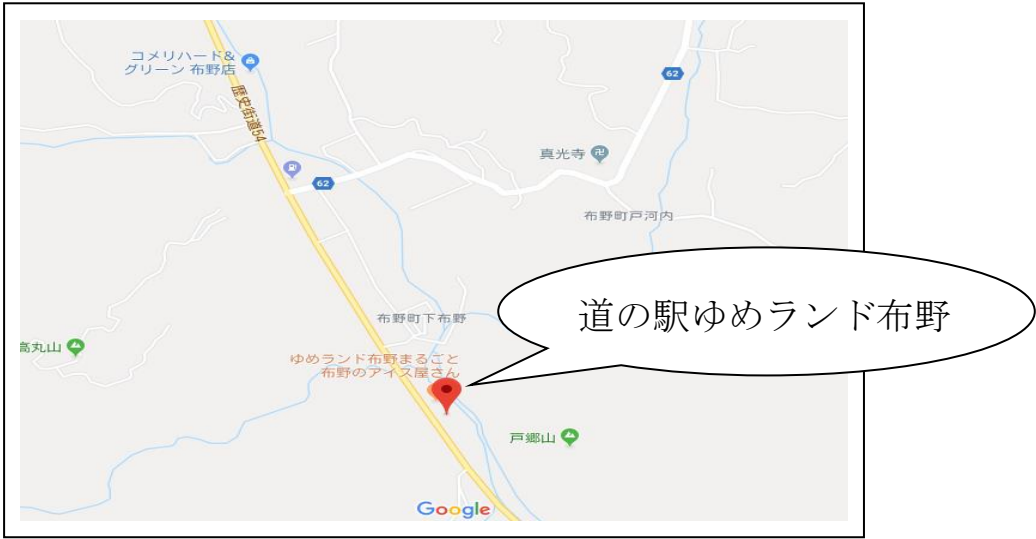 コメリハード&
グリーン 布野店
歴史街道54
62
真光寺
62
布野町戸河内
道の駅ゆめランド布野
布野町下布野
高丸山
ゆめランド布野まるごと
布野のアイス屋さん
戸郷山
Google